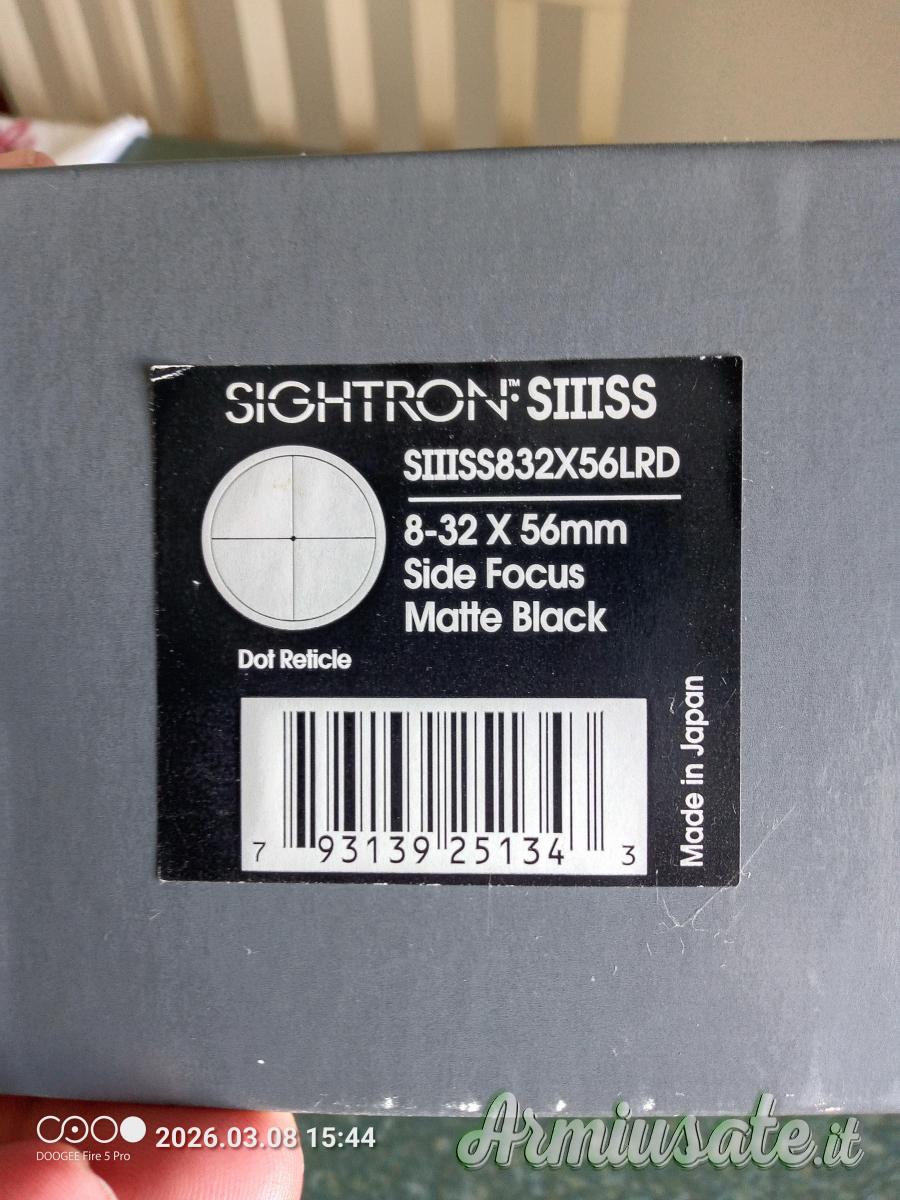 SIGHTRON™ SIIISS
SIIISS832X56LRD
8-32 X 56mm
Side Focus
Matte Black
Dot Reticle
Made in Japan
7 93139 25134 3
2026.03.08 15:44
DOOGEE Fire 5 Pro
Armiusate.it